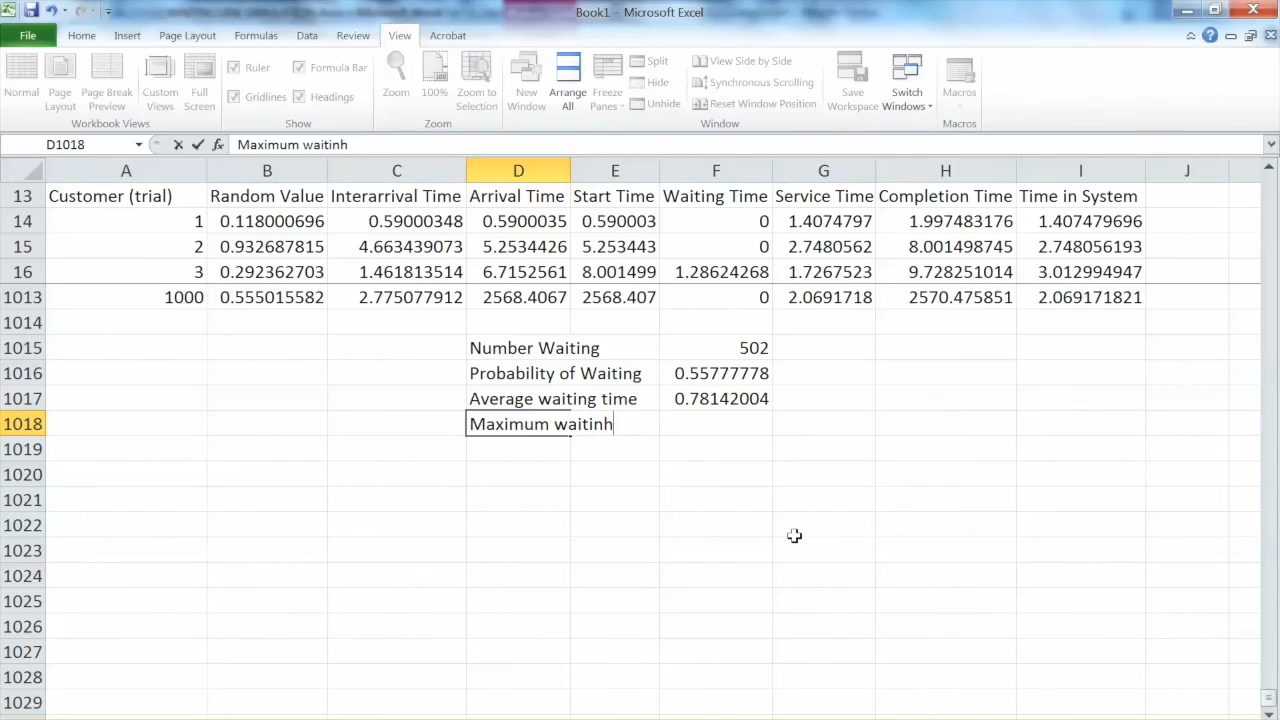 Book1 - Microsoft Excel
File Home Insert Page Layout Formulas Data Review View Acrobat
Normal Page Layout Page Break Preview Custom Views Full Screen
Ruler Formula Bar
Gridlines Headings
Zoom 100% Zoom to Selection
New Window Arrange All Freeze Panes
Split
Hide
Unhide
View Side by Side
Synchronous Scrolling
Reset Window Position
Save Workspace Switch Windows Macros
Workbook Views Show Zoom Window Macros
D1018 fx Maximum waitinh
A B C D E F G H I J
13 Customer (trial) Random Value Interarrival Time Arrival Time Start Time Waiting Time Service Time Completion Time Time in System
14 1 0.118000696 0.59000348 0.5900035 0.590003 0 1.4074797 1.997483176 1.407479696
15 2 0.932687815 4.663439073 5.2534426 5.253443 0 2.7480562 8.001498745 2.748056193
16 3 0.292362703 1.461813514 6.7152561 8.001499 1.28624268 1.7267523 9.728251014 3.012994947
1013 1000 0.555015582 2.775077912 2568.4067 2568.407 0 2.0691718 2570.475851 2.069171821
1014
1015 Number Waiting 502
1016 Probability of Waiting 0.55777778
1017 Average waiting time 0.78142004
1018 Maximum waitinh
1019
1020
1021
1022
1023
1024
1025
1026
1027
1028
1029